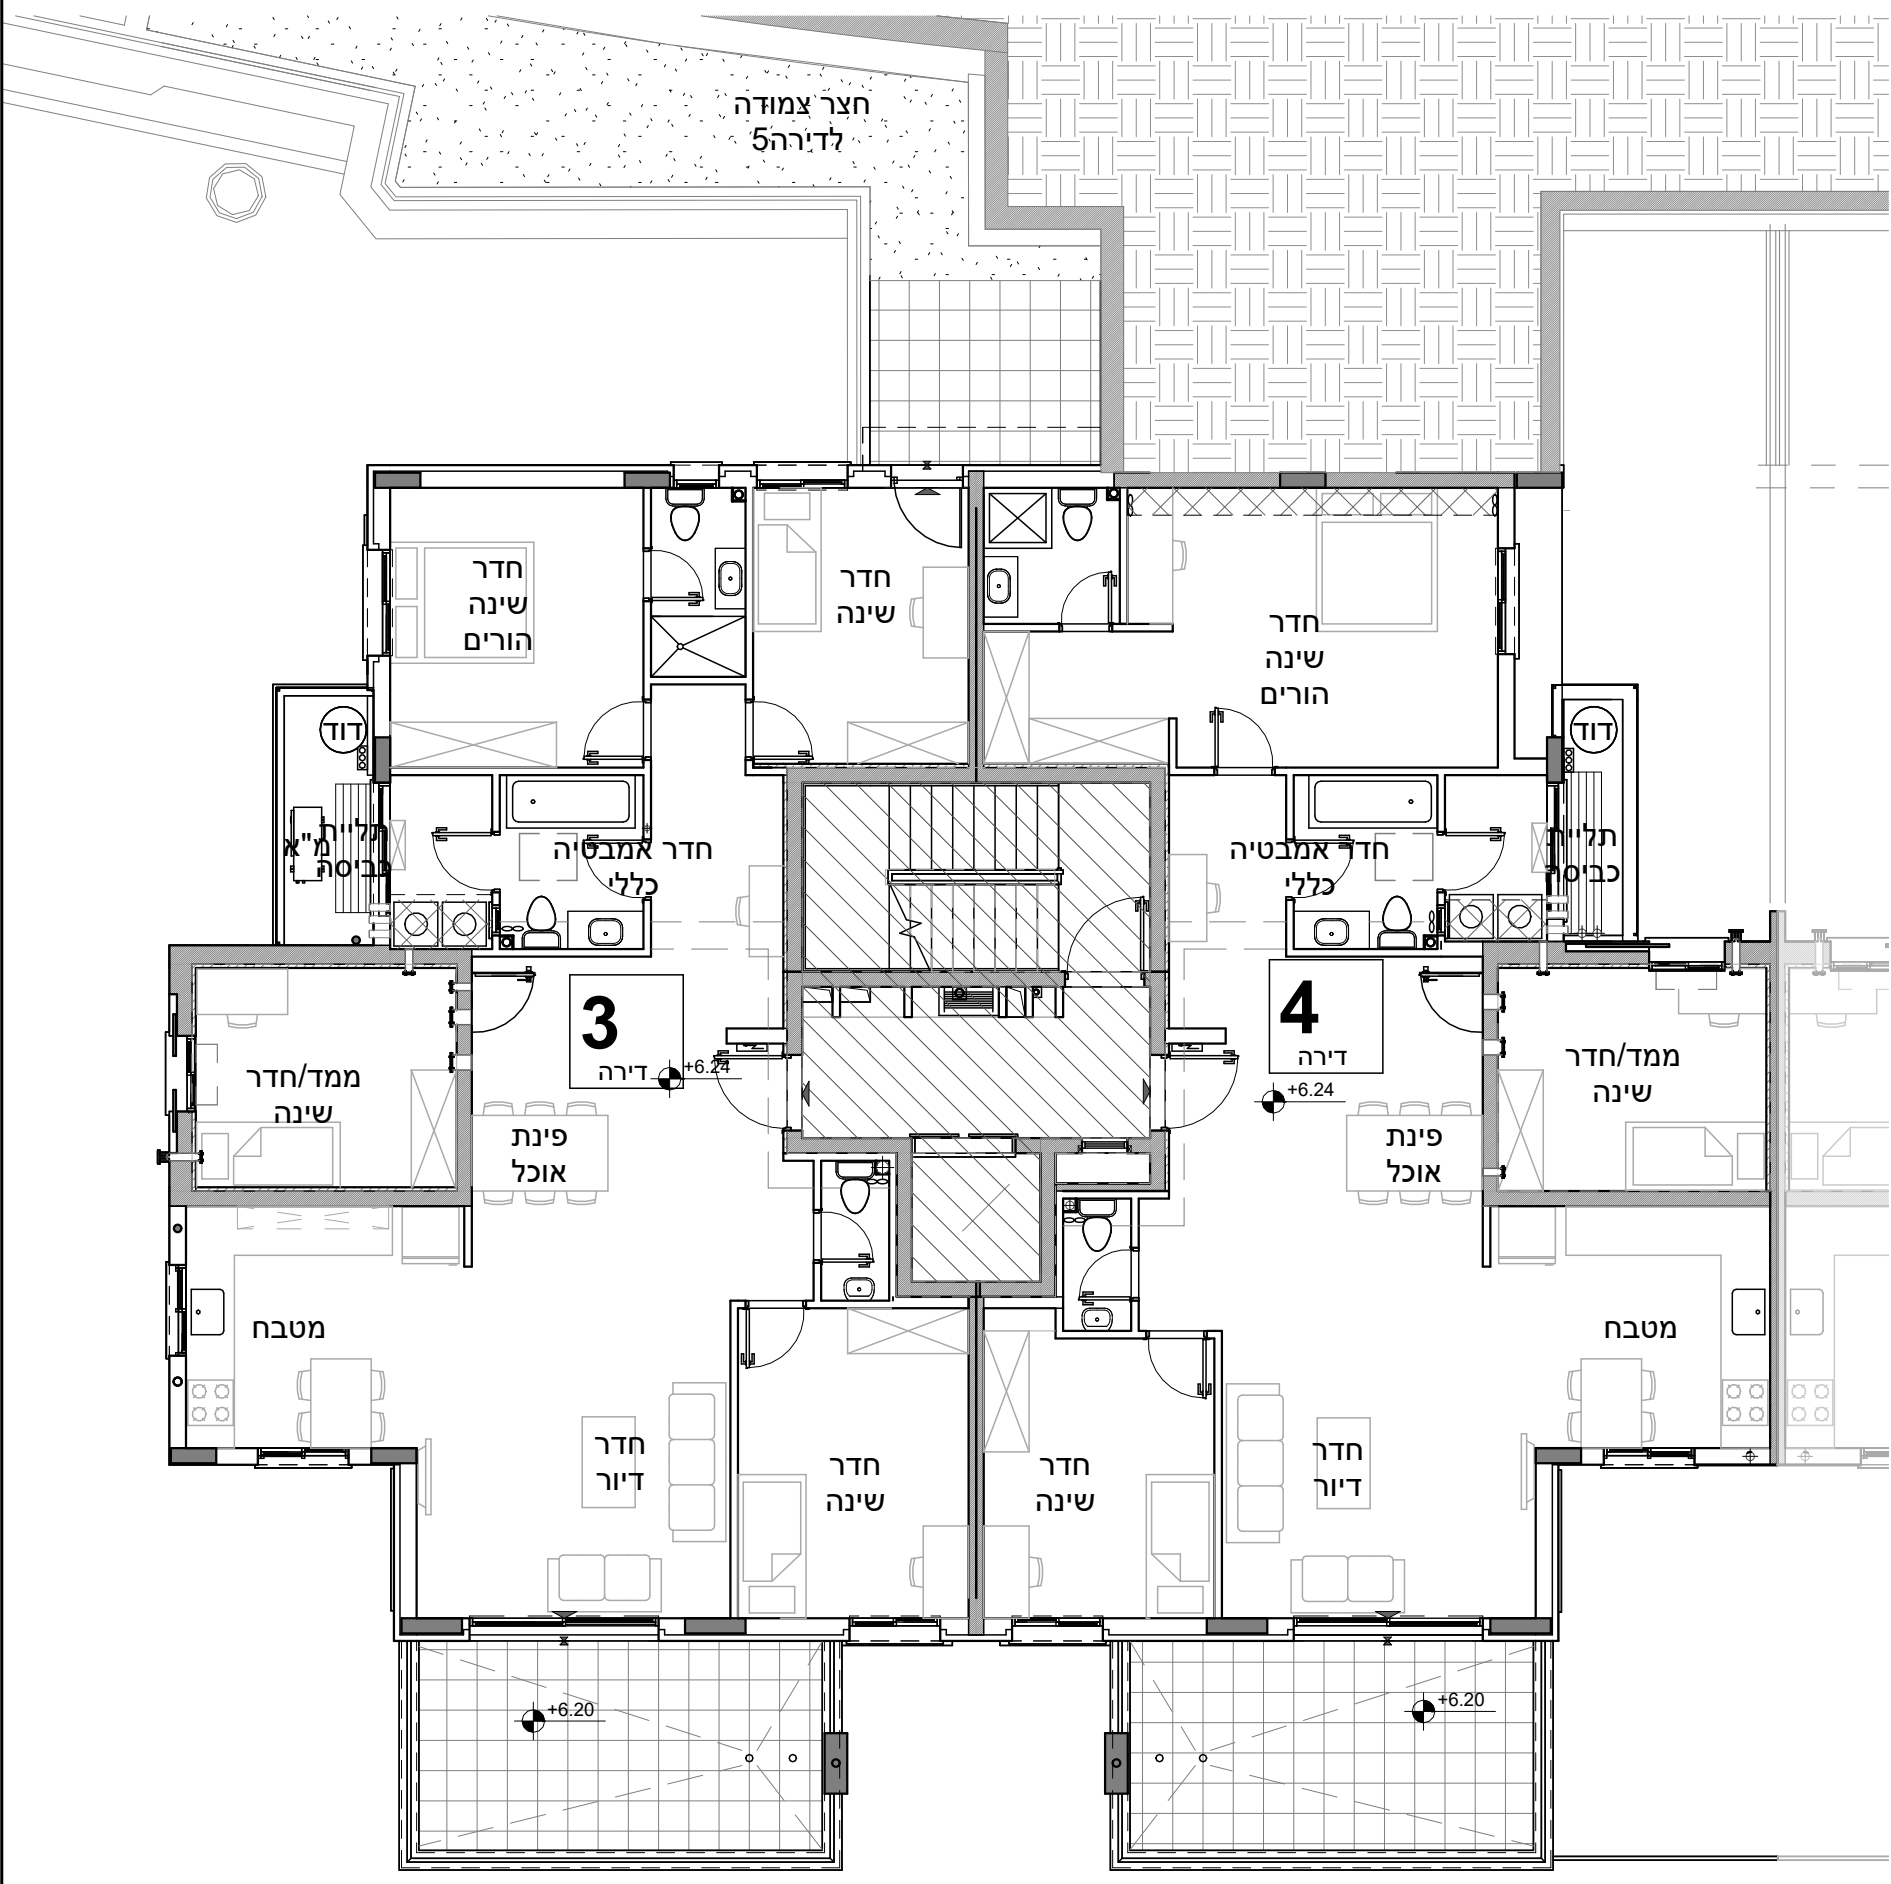 חצר צמודה
לדירה5
חדר
שינה
הורים
חדר
שינה
חדר
שינה
הורים
דוד
דוד
תליית
כביסה
מ"א
חדר אמבטיה
כללי
חדר אמבטיה
כללי
תליית
כביסה
3
דירה
+6.24
4
דירה
+6.24
ממד/חדר
שינה
ממד/חדר
שינה
פינת
אוכל
פינת
אוכל
מטבח
מטבח
חדר
דיור
חדר
שינה
חדר
שינה
חדר
דיור
+6.20
+6.20